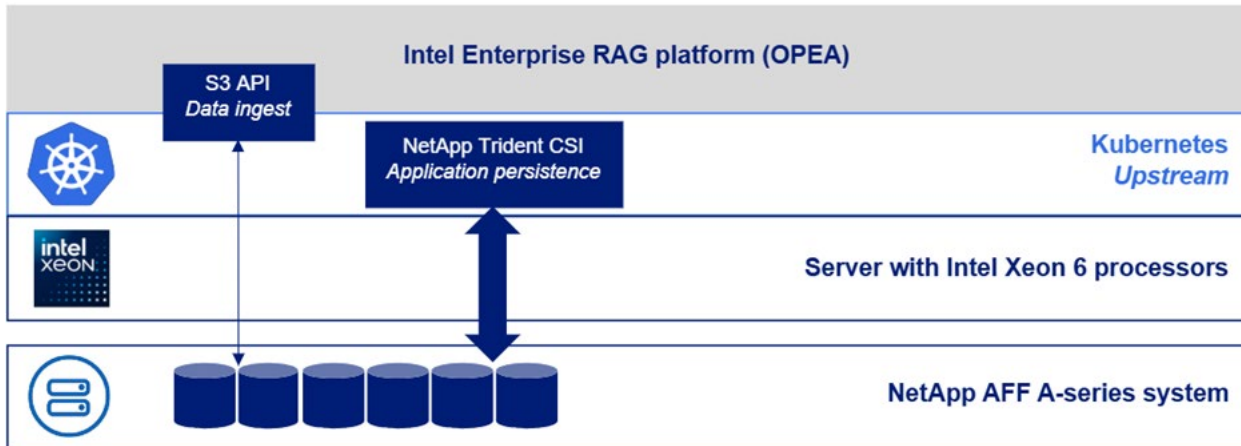 Intel Enterprise RAG platform (OPEA)
S3 API
Data ingest
NetApp Trident CSI
Application persistence
Kubernetes
Upstream
intel
XEON
Server with Intel Xeon 6 processors
NetApp AFF A-series system